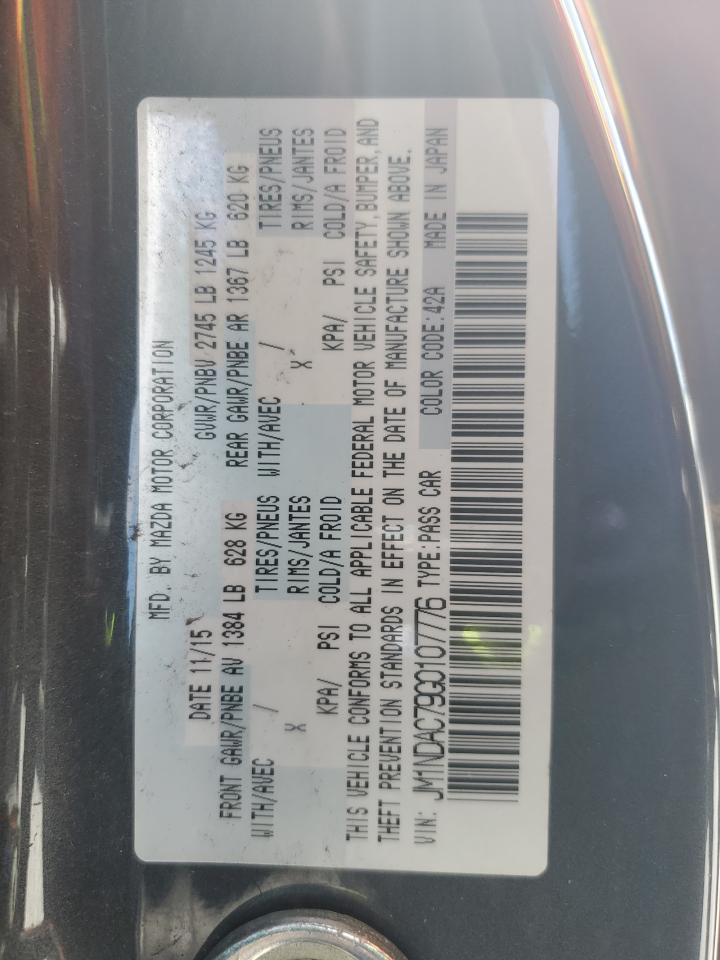 MFD. BY MAZDA MOTOR CORPORATION
DATE 11/15 GVWR/PNBV 2745 LB 1245 KG
FRONT GAWR/PNBE AV 1384 LB 628 KG REAR GAWR/PNBE AR 1367 LB 620 KG
WITH/AVEC / TIRES/PNEUS WITH/AVEC / TIRES/PNEUS
X RIMS/JANTES X RIMS/JANTES
KPA/ PSI COLD/A FROID KPA/ PSI COLD/A FROID
THIS VEHICLE CONFORMS TO ALL APPLICABLE FEDERAL MOTOR VEHICLE SAFETY, BUMPER, AND
THEFT PREVENTION STANDARDS IN EFFECT ON THE DATE OF MANUFACTURE SHOWN ABOVE.
VIN: JM1NDAC79G0107776 TYPE:PASS CAR COLOR CODE:42A MADE IN JAPAN